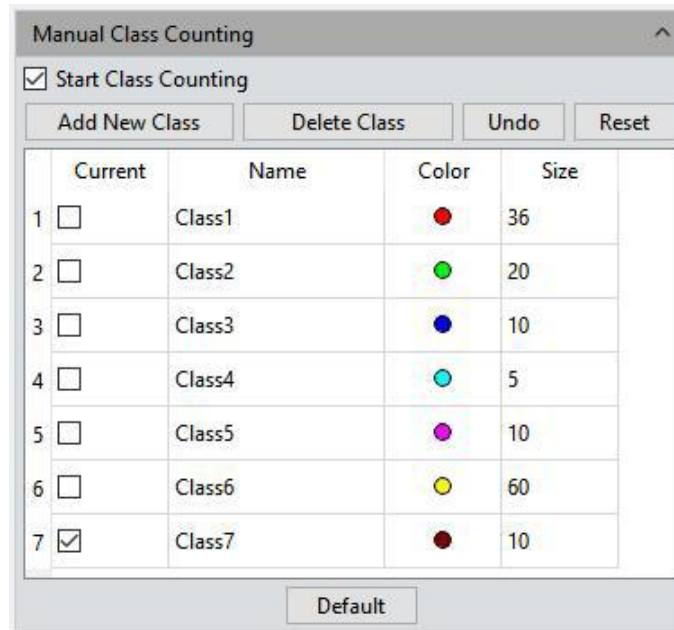 Manual Class Counting
Start Class Counting
Add New Class Delete Class Undo Reset
Current Name Color Size
1 Class1 36
2 Class2 20
3 Class3 10
4 Class4 5
5 Class5 10
6 Class6 60
7 Class7 10
Default